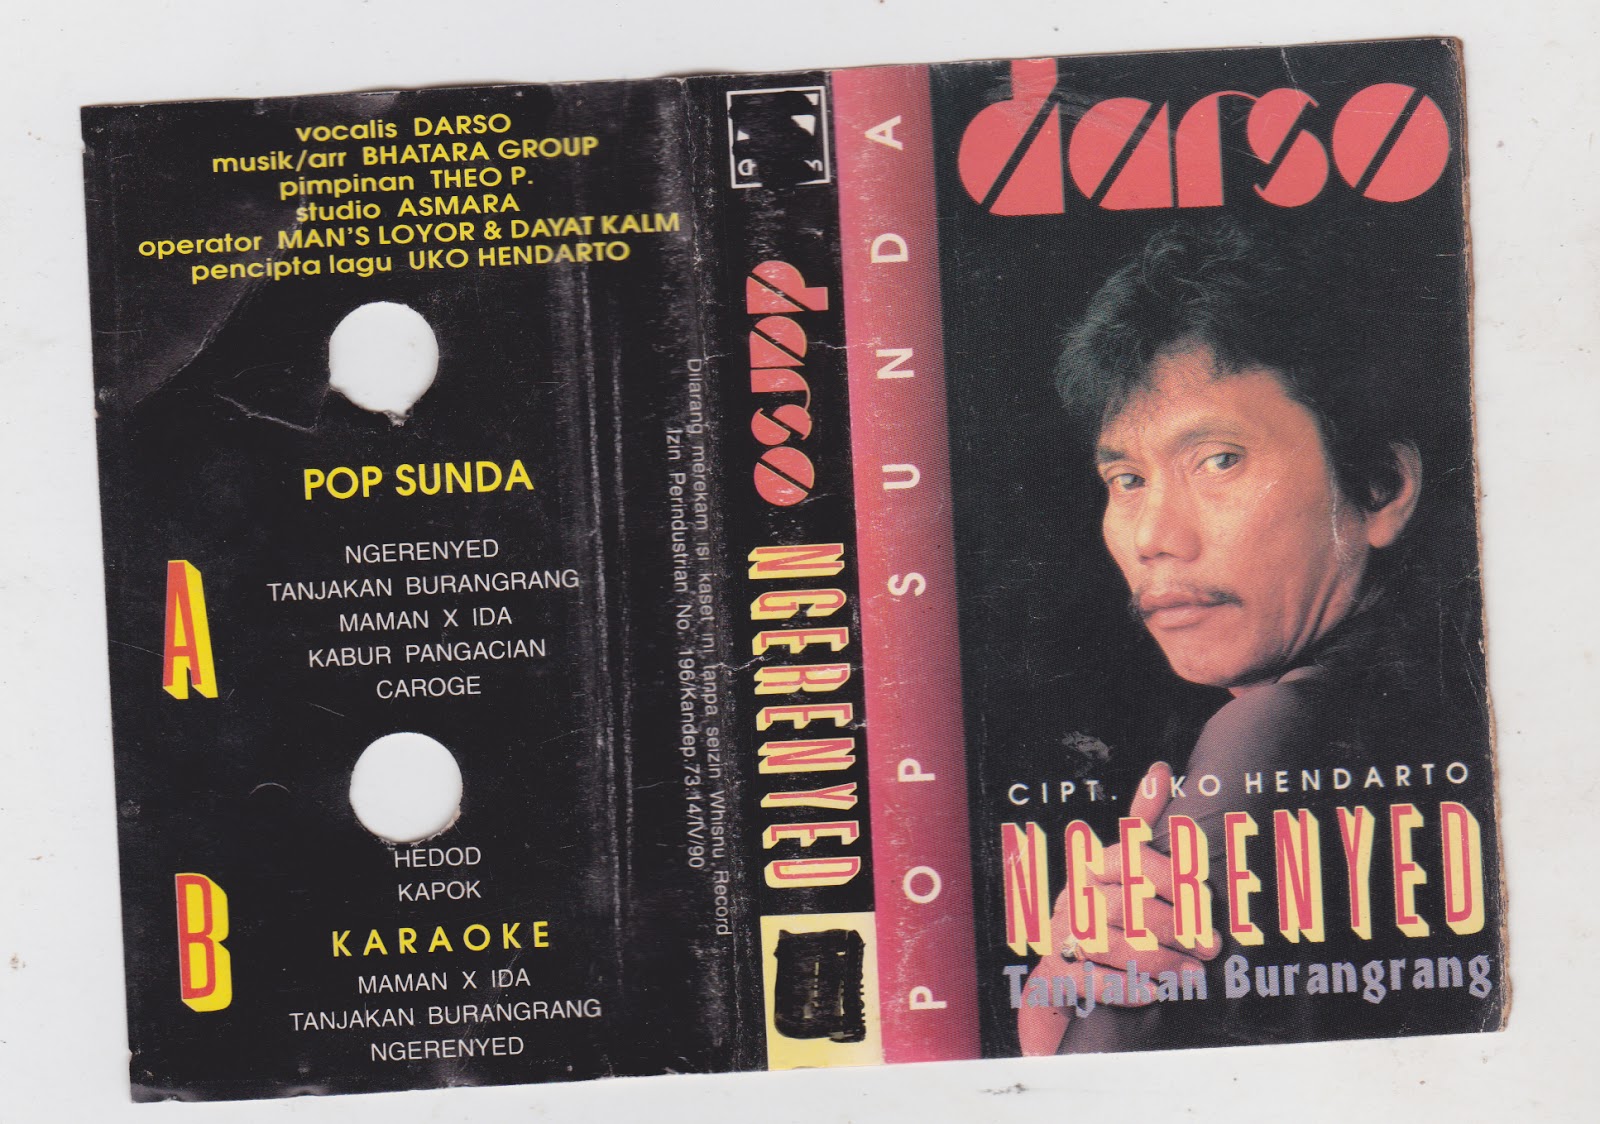 vocalis DARSO
musik/arr BHATARA GROUP
pimpinan THEO P.
studio ASMARA
operator MAN'S LOYOR & DAYAT KALM
pencipta lagu UKO HENDARTO
POP SUNDA
A
NGERENYED
TANJAKAN BURANGRANG
MAMAN X IDA
KABUR PANGACIAN
CAROGE
B
HEDOD
KAPOK
KARAOKE
MAMAN X IDA
TANJAKAN BURANGRANG
NGERENYED
Dilarang merekam isi kaset ini tanpa seizin Whisnu Record
Izin Perindustrian No. 196/Kandep.73.14/IV/90
darso
NGERENYED
POP SUNDA
darso
CIPT. UKO HENDARTO
NGERENYED
Tanjakan Burangrang